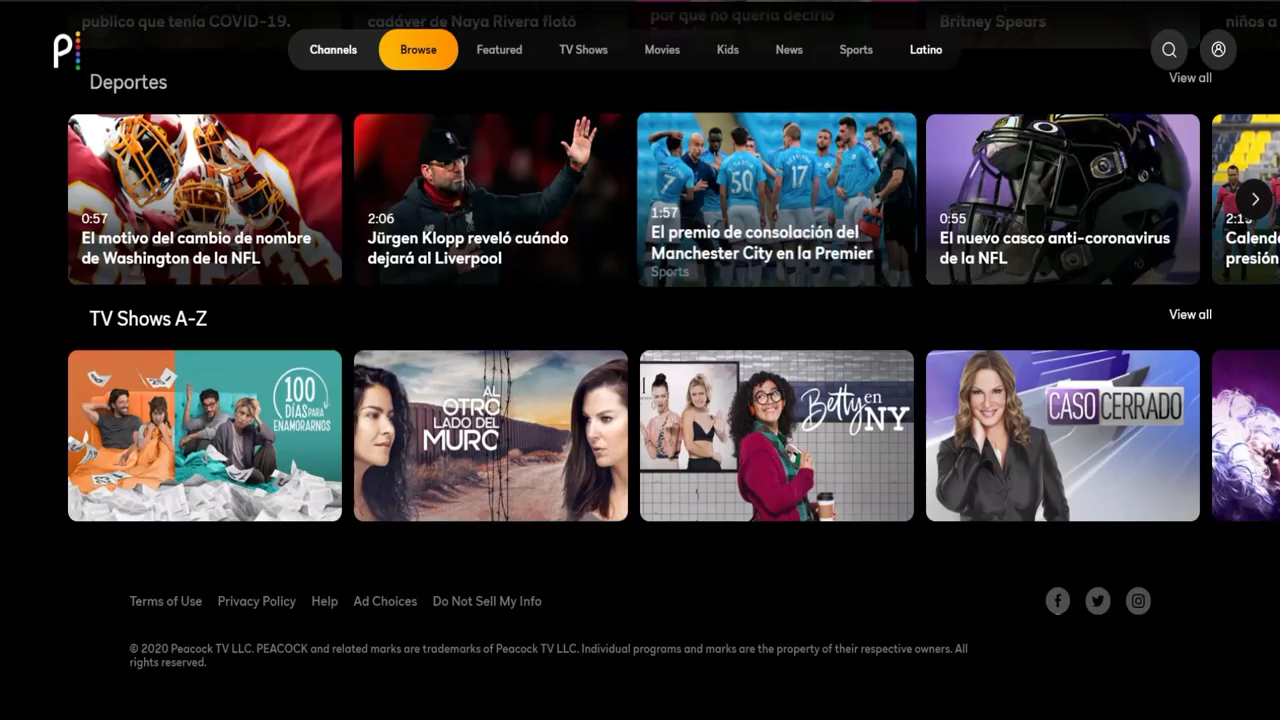 publico que tenía COVID-19.
cadáver de Naya Rivera flotó
por qué no quería decirlo
Britney Spears
niños a
P
Channels
Browse
Featured
TV Shows
Movies
Kids
News
Sports
Latino
Deportes
View all
0:57
El motivo del cambio de nombre
de Washington de la NFL
2:06
Jürgen Klopp reveló cuándo
dejará al Liverpool
7
50
17
1:57
El premio de consolación del
Manchester City en la Premier
Sports
0:55
El nuevo casco anti-coronavirus
de la NFL
Calend
presión
TV Shows A-Z
View all
100
DÍAS PARA
ENAMORARNOS
AL
OTRO
LADO DEL
MURO
Betty en
NY
CASO CERRADO
Terms of Use
Privacy Policy
Help
Ad Choices
Do Not Sell My Info
© 2020 Peacock TV LLC. PEACOCK and related marks are trademarks of Peacock TV LLC. Individual programs and marks are the property of their respective owners. All
rights reserved.